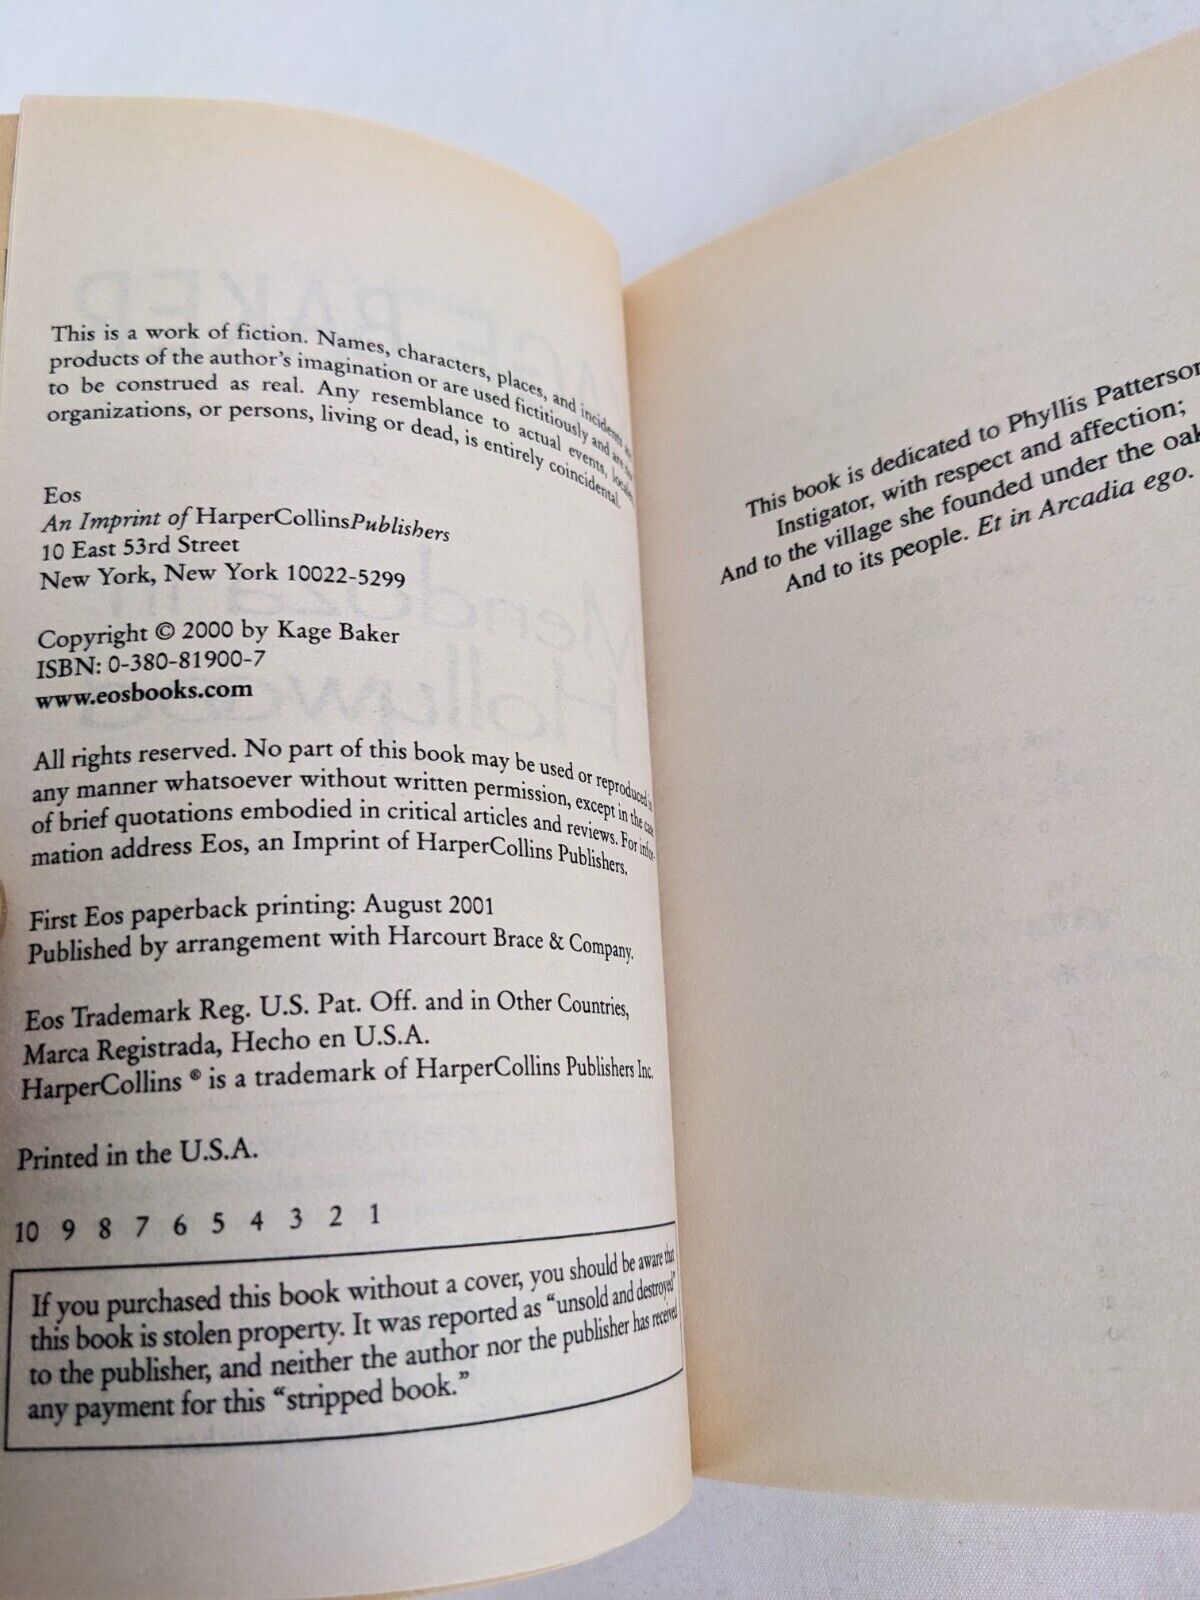 This is a work of fiction. Names, characters, places, and incidents are
products of the author's imagination or are used fictitiously and are not
to be construed as real. Any resemblance to actual events, locales,
organizations, or persons, living or dead, is entirely coincidental.
Eos
An Imprint of HarperCollinsPublishers
10 East 53rd Street
New York, New York 10022-5299
Copyright © 2000 by Kage Baker
ISBN: 0-380-81900-7
www.eosbooks.com
All rights reserved. No part of this book may be used or reproduced in
any manner whatsoever without written permission, except in the case
of brief quotations embodied in critical articles and reviews. For infor-
mation address Eos, an Imprint of HarperCollins Publishers.
First Eos paperback printing: August 2001
Published by arrangement with Harcourt Brace & Company.
Eos Trademark Reg. U.S. Pat. Off. and in Other Countries,
Marca Registrada, Hecho en U.S.A.
HarperCollins ® is a trademark of HarperCollins Publishers Inc.
Printed in the U.S.A.
10 9 8 7 6 5 4 3 2 1
If you purchased this book without a cover, you should be aware that
this book is stolen property. It was reported as "unsold and destroyed"
to the publisher, and neither the author nor the publisher has received
any payment for this "stripped book."
This book is dedicated to Phyllis Patterson
Instigator, with respect and affection;
And to the village she founded under the oak
And to its people. Et in Arcadia ego.